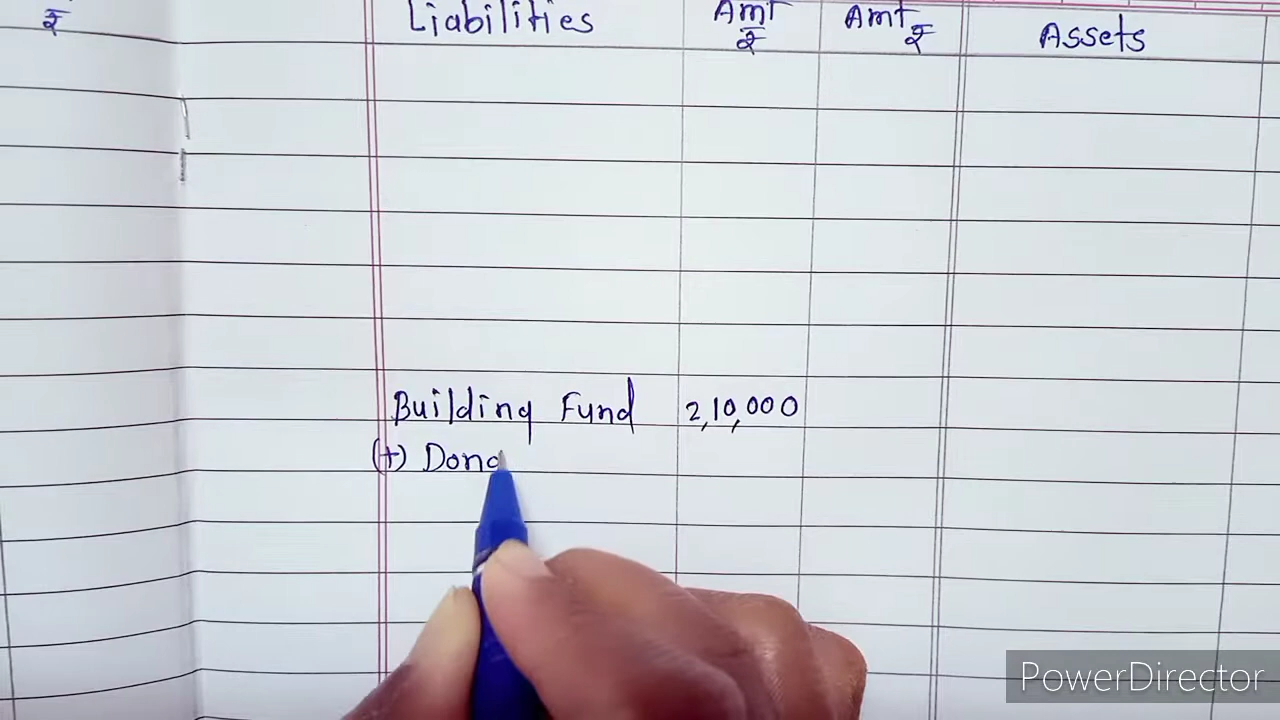 ₹ Liabilities Amt ₹ Amt ₹ Assets
Building Fund 2,10,000
(+) Dona
PowerDirector